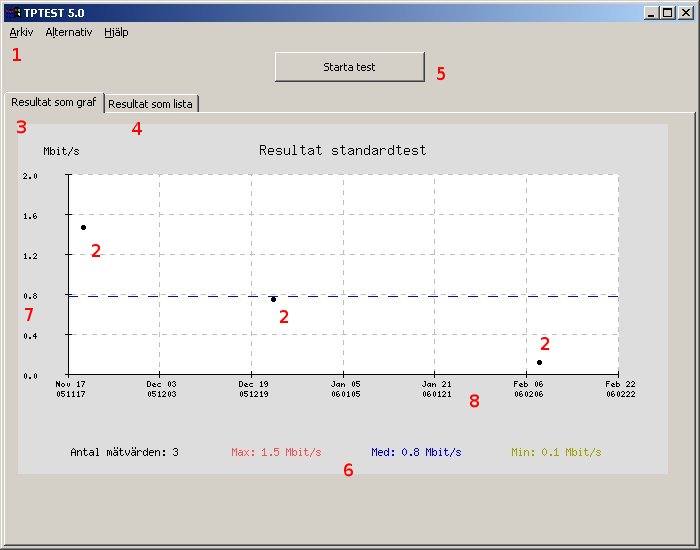 TPTEST 5.0
Arkiv Alternativ Hjälp
1
Starta test
5
Resultat som graf Resultat som lista
3 4
Mbit/s Resultat standardtest
2.0
1.6
2
1.2
0.8
7 2
0.4
2
0.0
Nov 17 Dec 03 Dec 19 Jan 05 Jan 21 Feb 06 Feb 22
051117 051203 051219 060105 060121 060206 060222
8
Antal mätvärden: 3 Max: 1.5 Mbit/s Med: 0.8 Mbit/s Min: 0.1 Mbit/s
6